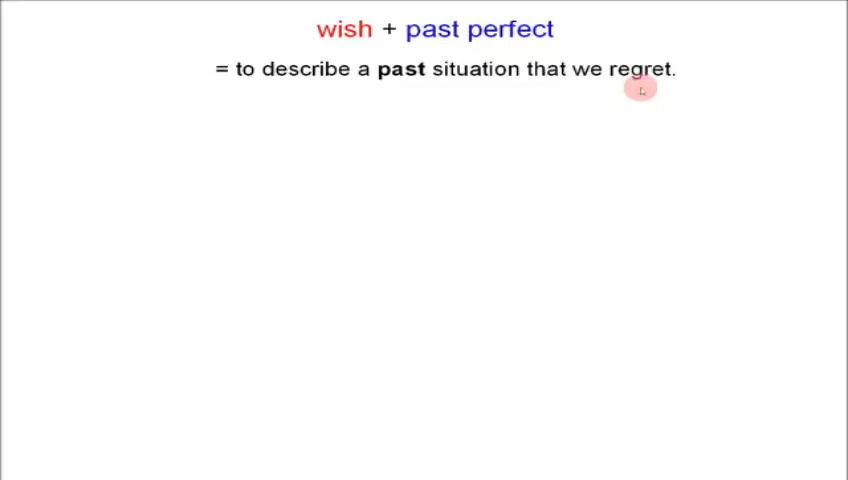 wish + past perfect
= to describe a past situation that we regret.